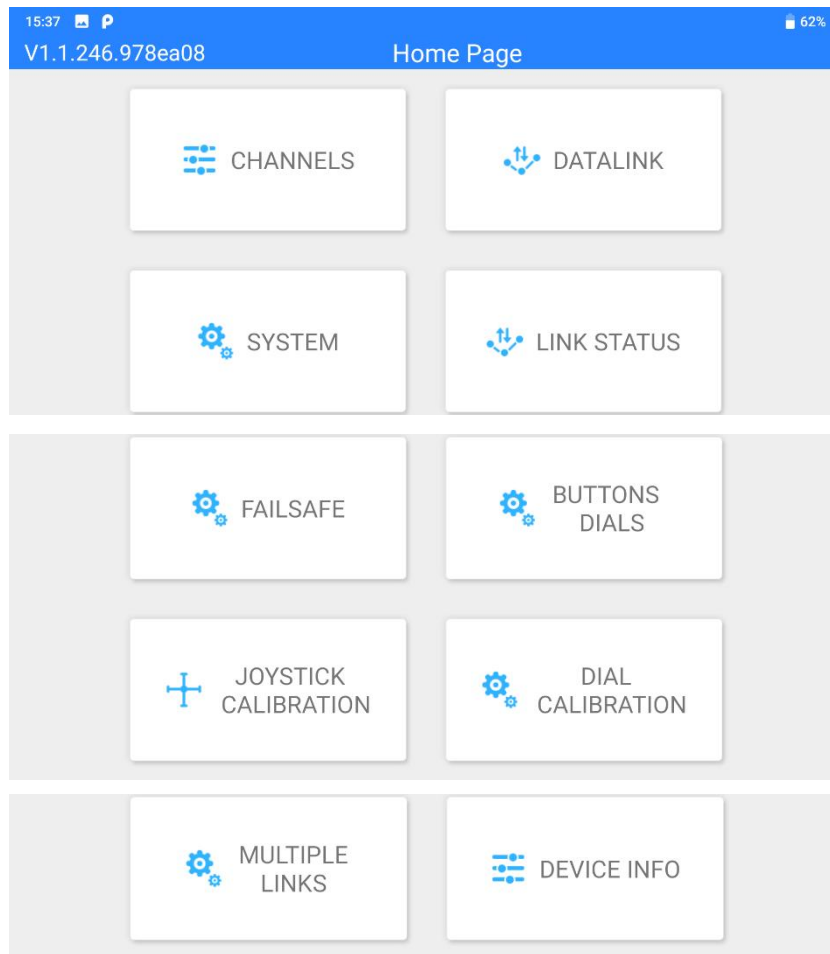 15:37 62%
V1.1.246.978ea08 Home Page
CHANNELS
DATALINK
SYSTEM
LINK STATUS
FAILSAFE
BUTTONS
DIALS
JOYSTICK
CALIBRATION
DIAL
CALIBRATION
MULTIPLE
LINKS
DEVICE INFO